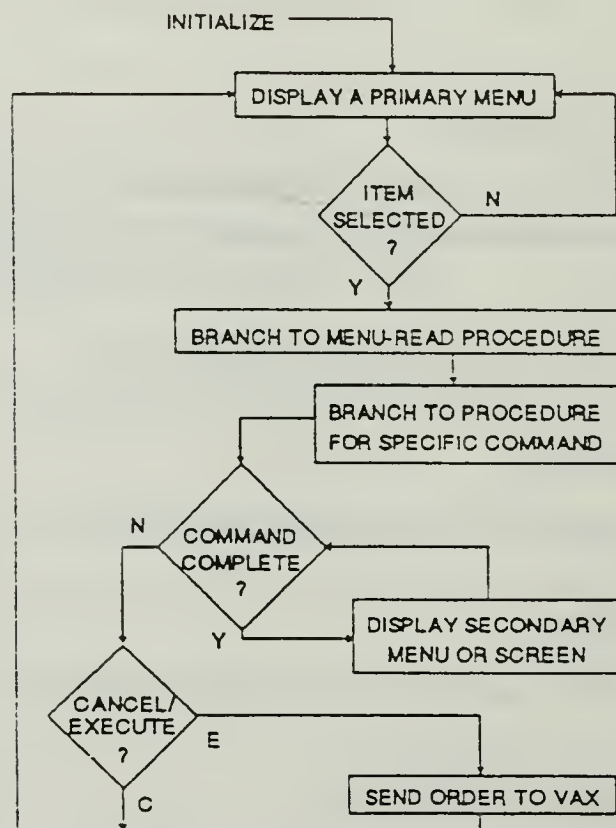 INITIALIZE
DISPLAY A PRIMARY MENU
ITEM
SELECTED
?
N
Y
BRANCH TO MENU-READ PROCEDURE
BRANCH TO PROCEDURE
FOR SPECIFIC COMMAND
N
COMMAND
COMPLETE
?
Y
DISPLAY SECONDARY
MENU OR SCREEN
CANCEL/
EXECUTE
?
E
C
SEND ORDER TO VAX